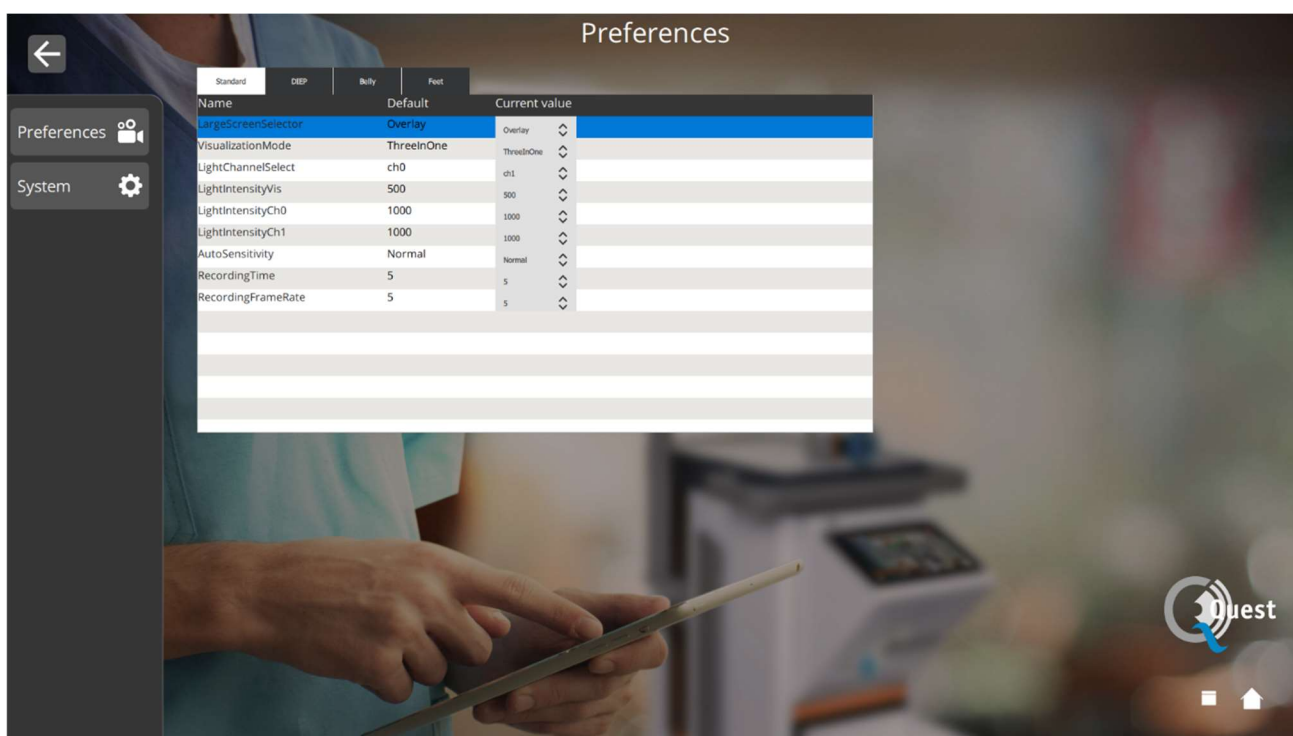 Preferences
Preferences
System
Standard DEEP Belly Feet
Name Default Current value
LargeScreenSelector Overlay Overlay
VisualizationMode ThreeInOne ThreeInOne
LightChannelSelect ch0 ch1
LightIntensityVis 500 500
LightIntensityCh0 1000 1000
LightIntensityCh1 1000 1000
AutoSensitivity Normal Normal
RecordingTime 5 5
RecordingFrameRate 5 5
Quest